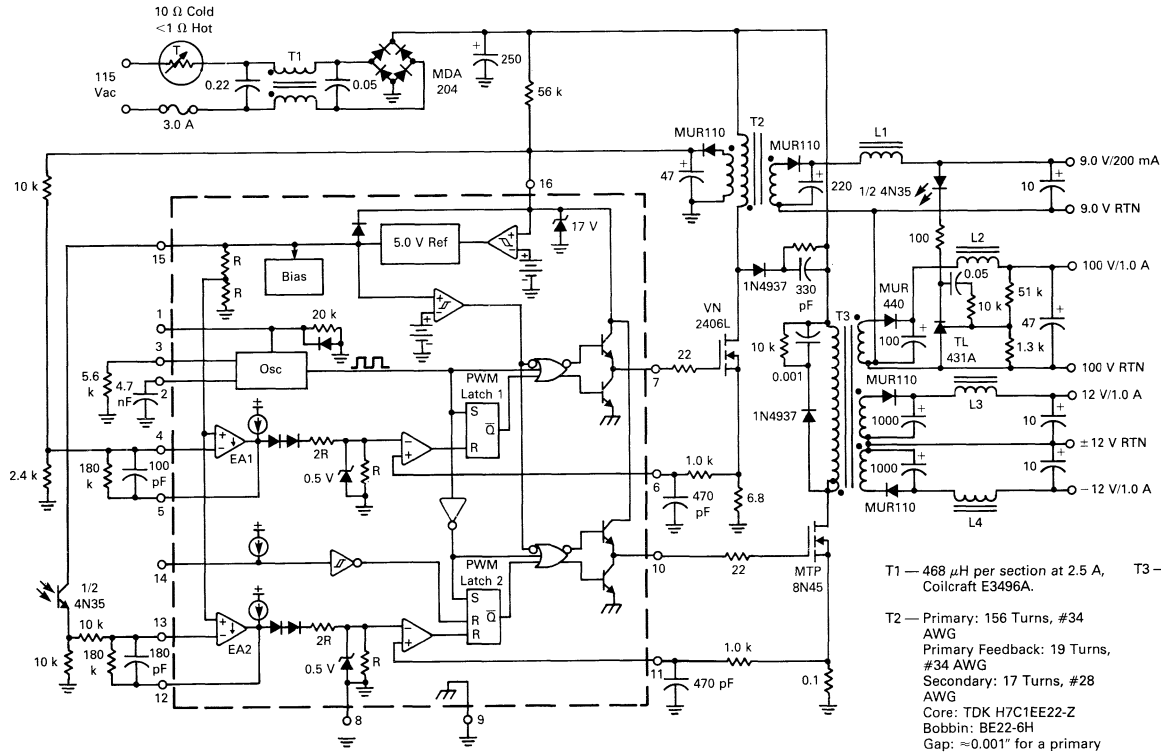 10 Ω Cold
<1 Ω Hot
T
115
Vac
3.0 A
0.22
T1
0.05
MDA
204
+
250
56 k
T2
MUR110
+
47
MUR110
+
220
L1
1/2 4N35
+
10
9.0 V/200 mA
9.0 V RTN
10 k
16
17 V
5.0 V Ref
+
–
15
R
R
Bias
+
–
1
20 k
3
Osc
5.6
k
4.7
nF
2
PWM
Latch 1
S
Q
R
7
22
VN
2406L
1N4937
330
pF
100
L2
0.05
10 k
51 k
+
47
100 V/1.0 A
MUR
440
+
100
TL
431A
1.3 k
100 V RTN
10 k
0.001
1N4937
T3
MUR110
+
1000
L3
+
10
12 V/1.0 A
±12 V RTN
1000
+
+
10
MUR110
L4
−12 V/1.0 A
4
+
–
EA1
2R
0.5 V
R
–
+
2.4 k
180
k
100
pF
5
6
1.0 k
470
pF
6.8
14
PWM
Latch 2
S
Q
R
R
10
22
MTP
8N45
1/2
4N35
10 k
13
+
–
EA2
2R
0.5 V
R
–
+
10 k
180
k
180
pF
12
11
1.0 k
470 pF
0.1
8
9
T1 — 468 μH per section at 2.5 A,
Coilcraft E3496A.
T3 —
T2 — Primary: 156 Turns, #34
AWG
Primary Feedback: 19 Turns,
#34 AWG
Secondary: 17 Turns, #28
AWG
Core: TDK H7C1EE22-Z
Bobbin: BE22-6H
Gap: ≈0.001" for a primary